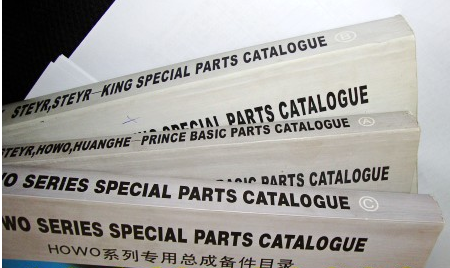 STEYR,STEYR-KING SPECIAL PARTS CATALOGUE Ⓑ
SPECIAL PARTS CATALOGUE
STEYR,HOWO,HUANGHE PRINCE BASIC PARTS CATALOGUE Ⓐ
BASIC PARTS CATALOGUE
WO SERIES SPECIAL PARTS CATALOGUE Ⓒ
WO SERIES SPECIAL PARTS CATALOGUE
HOWO系列专用总成备件目录